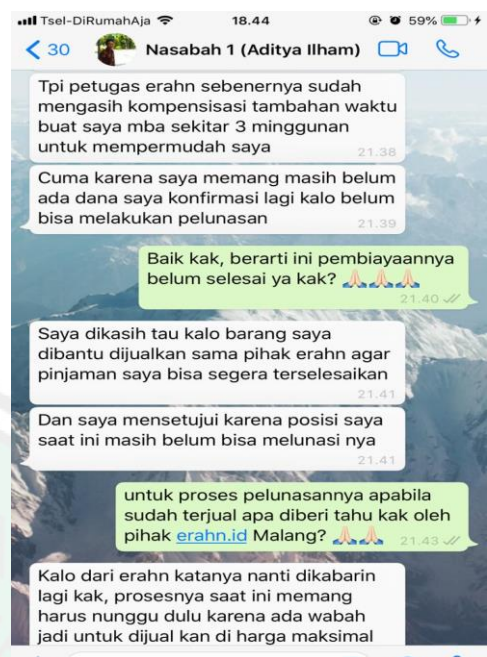 Tsel-DiRumahAja 18.44 59%
30 Nasabah 1 (Aditya Ilham)
Tpi petugas erahn sebenernya sudah
mengasih kompensisasi tambahan waktu
buat saya mba sekitar 3 minggunan
untuk mempermudah saya
21.38
Cuma karena saya memang masih belum
ada dana saya konfirmasi lagi kalo belum
bisa melakukan pelunasan
21.39
Baik kak, berarti ini pembiayaannya
belum selesai ya kak? 🙏🏻🙏🏻🙏🏻
21.40
Saya dikasih tau kalo barang saya
dibantu dijualkan sama pihak erahn agar
pinjaman saya bisa segera terselesaikan
21.41
Dan saya mensetujui karena posisi saya
saat ini masih belum bisa melunasi nya
21.41
untuk proses pelunasannya apabila
sudah terjual apa diberi tahu kak oleh
pihak erahn.id Malang? 🙏🏻🙏🏻
21.43
Kalo dari erahn katanya nanti dikabarin
lagi kak, prosesnya saat ini memang
harus nunggu dulu karena ada wabah
jadi untuk dijual kan di harga maksimal